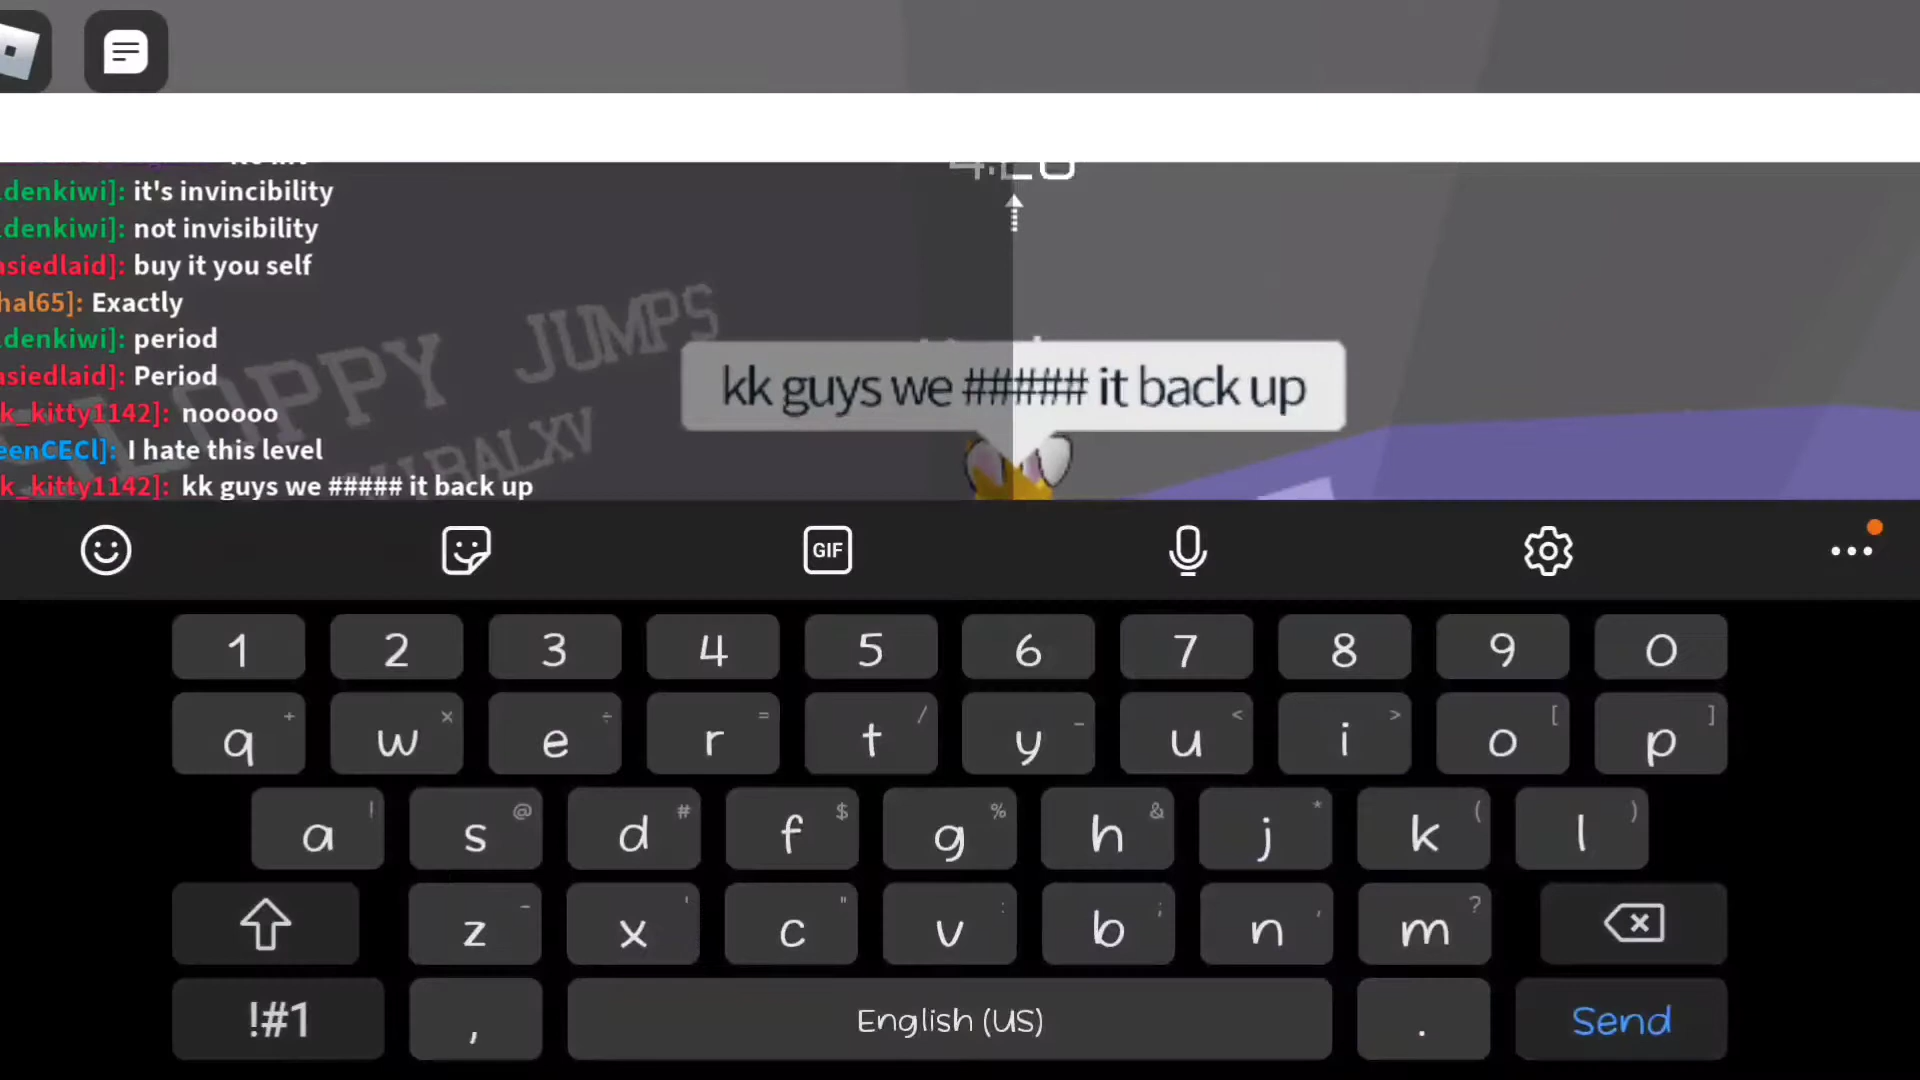 denkiwi]: it's invincibility
denkiwi]: not invisibility
siedlaid]: buy it you self
hal65]: Exactly
denkiwi]: period
siedlaid]: Period
k_kitty1142]: nooooo
eenCECl]: I hate this level
k_kitty1142]: kk guys we ##### it back up
JUMPS
kk guys we ##### it back up
GIF
1 2 3 4 5 6 7 8 9 0
q + w × e ÷ r = t / y _ u < i > o [ p ]
a ! s @ d # f $ g % h & j * k ( l )
z - x ' c " v : b ; n , m ?
!#1 , English (US) . Send